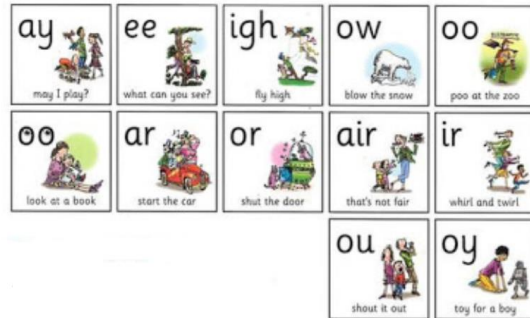 ay ee igh ow oo
may I play? what can you see? fly high blow the snow poo at the zoo
oo ar or air ir
look at a book start the car shut the door that's not fair whirl and twirl
ou oy
shout it out toy for a boy